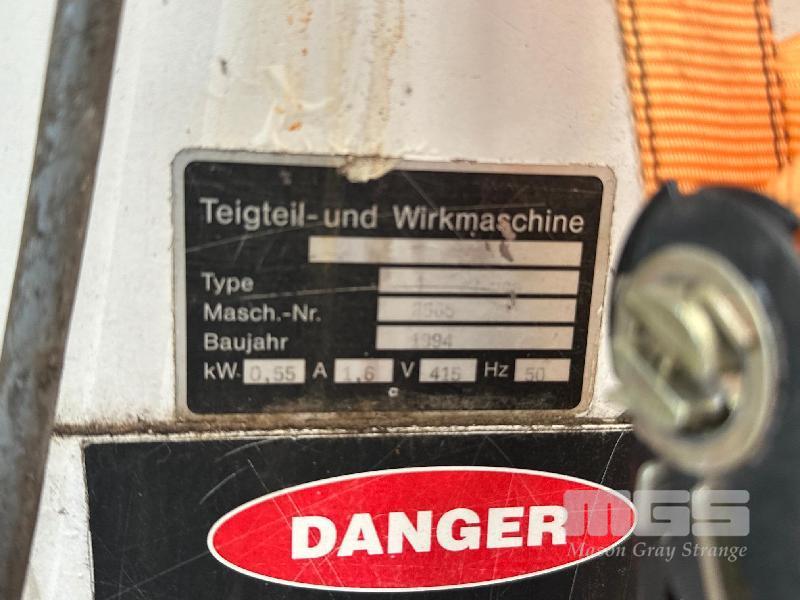 Teigteil-und Wirkmaschine
Type
Masch.-Nr.
Baujahr 1994
kW 0,55 A 1,6 V 415 Hz 50
DANGER
MGS
Mason Gray Strange